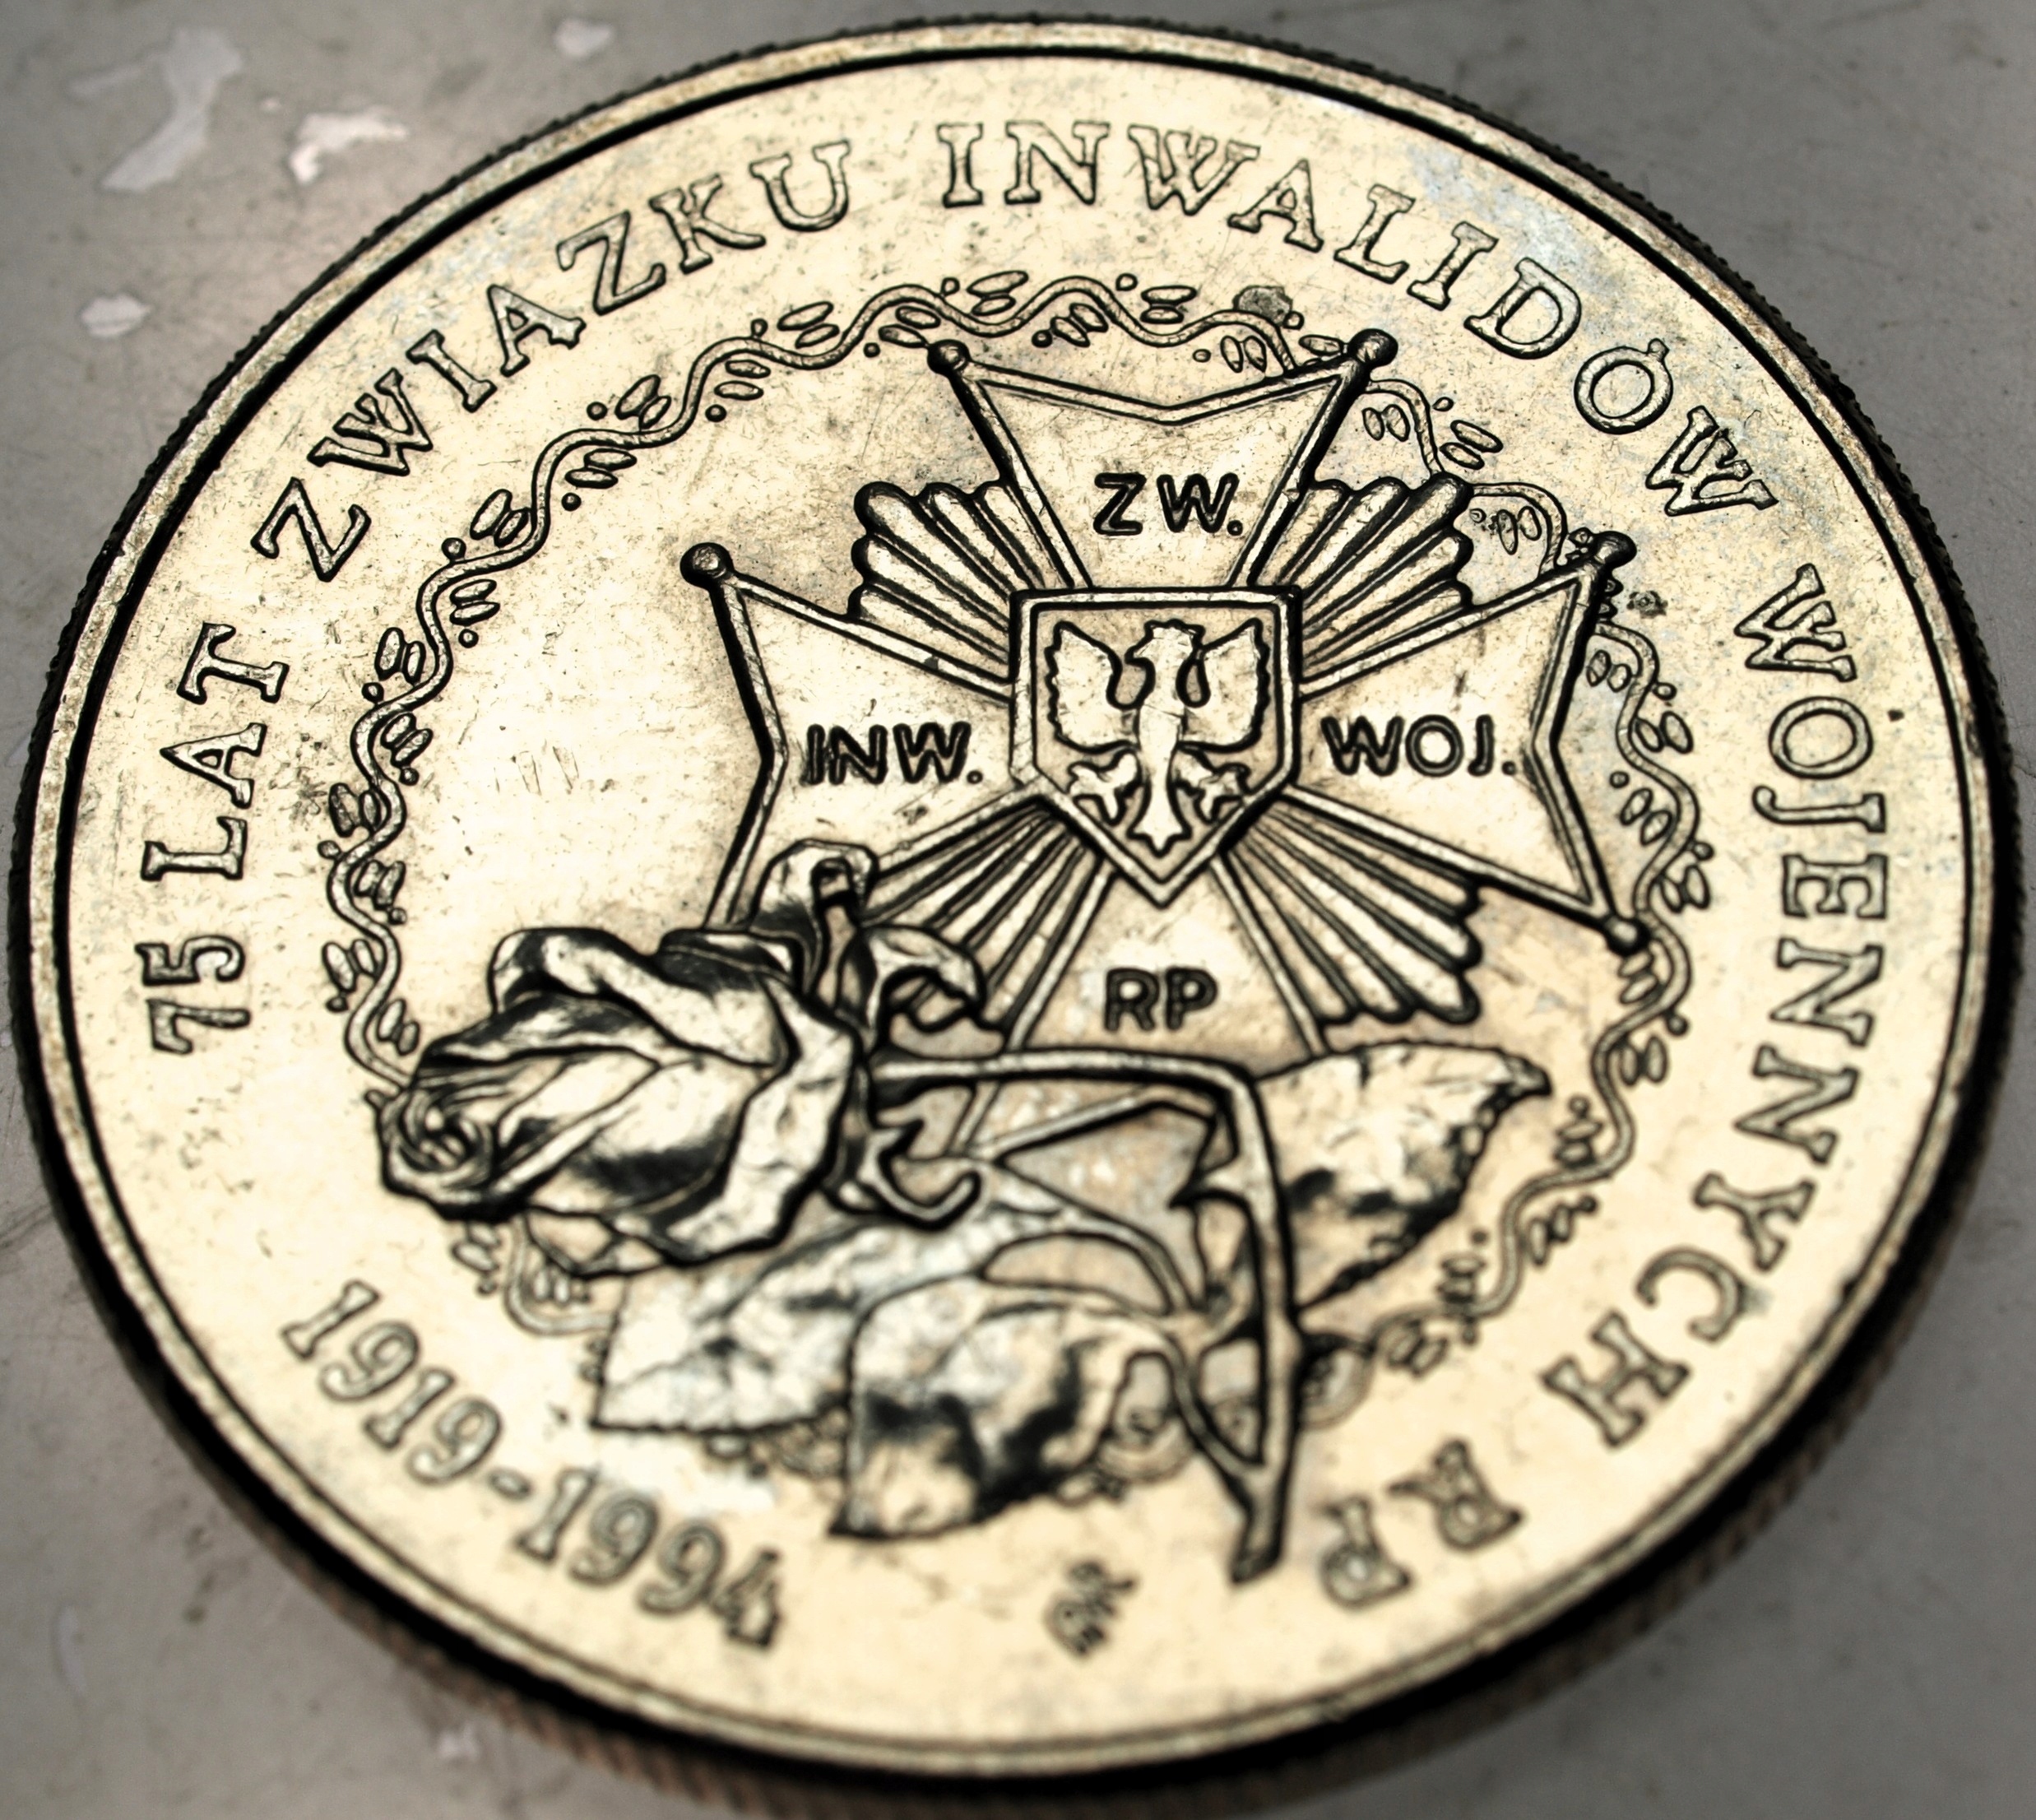 75 LAT ZWIĄZKU INWALIDÓW WOJENNYCH RP
ZW.
INW. WOJ.
RP
1919-1994